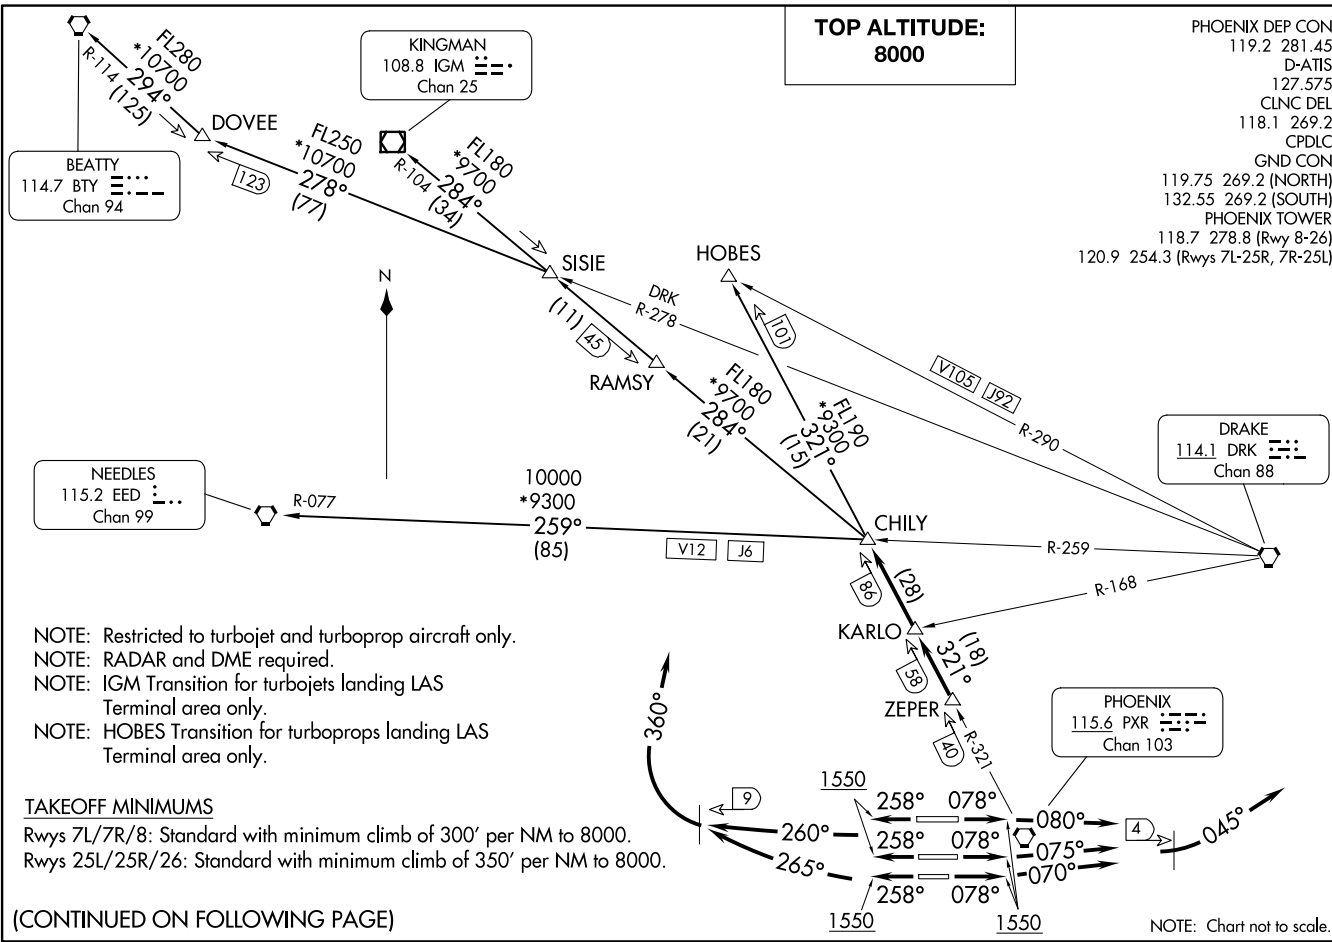 TOP ALTITUDE:
8000
PHOENIX DEP CON
119.2 281.45
D-ATIS
127.575
CLNC DEL
118.1 269.2
CPDLC
GND CON
119.75 269.2 (NORTH)
132.55 269.2 (SOUTH)
PHOENIX TOWER
118.7 278.8 (Rwy 8-26)
120.9 254.3 (Rwys 7L-25R, 7R-25L)
KINGMAN
108.8 IGM
Chan 25
FL280
*10700
294°
(125)
R-114
DOVEE
BEATTY
114.7 BTY
Chan 94
FL250
*10700
278°
(77)
123
FL180
*9700
284°
(34)
R-104
SISIE
HOBES
N
DRK
R-278
(11)
45
RAMSY
101
FL180
*9700
284°
(21)
FL190
*9300
321°
(15)
V105
J92
R-290
DRAKE
114.1 DRK
Chan 88
NEEDLES
115.2 EED
Chan 99
R-077
10000
*9300
259°
(85)
V12
J6
CHILY
R-259
R-168
86
(28)
KARLO
58
(18)
321°
ZEPER
40
R-321
PHOENIX
115.6 PXR
Chan 103
NOTE: Restricted to turbojet and turboprop aircraft only.
NOTE: RADAR and DME required.
NOTE: IGM Transition for turbojets landing LAS
Terminal area only.
NOTE: HOBES Transition for turboprops landing LAS
Terminal area only.
TAKEOFF MINIMUMS
Rwys 7L/7R/8: Standard with minimum climb of 300' per NM to 8000.
Rwys 25L/25R/26: Standard with minimum climb of 350' per NM to 8000.
360°
9
1550
258° 078°
260°
258° 078°
265°
258° 078°
080°
075°
070°
4
045°
1550
1550
(CONTINUED ON FOLLOWING PAGE)
NOTE: Chart not to scale.